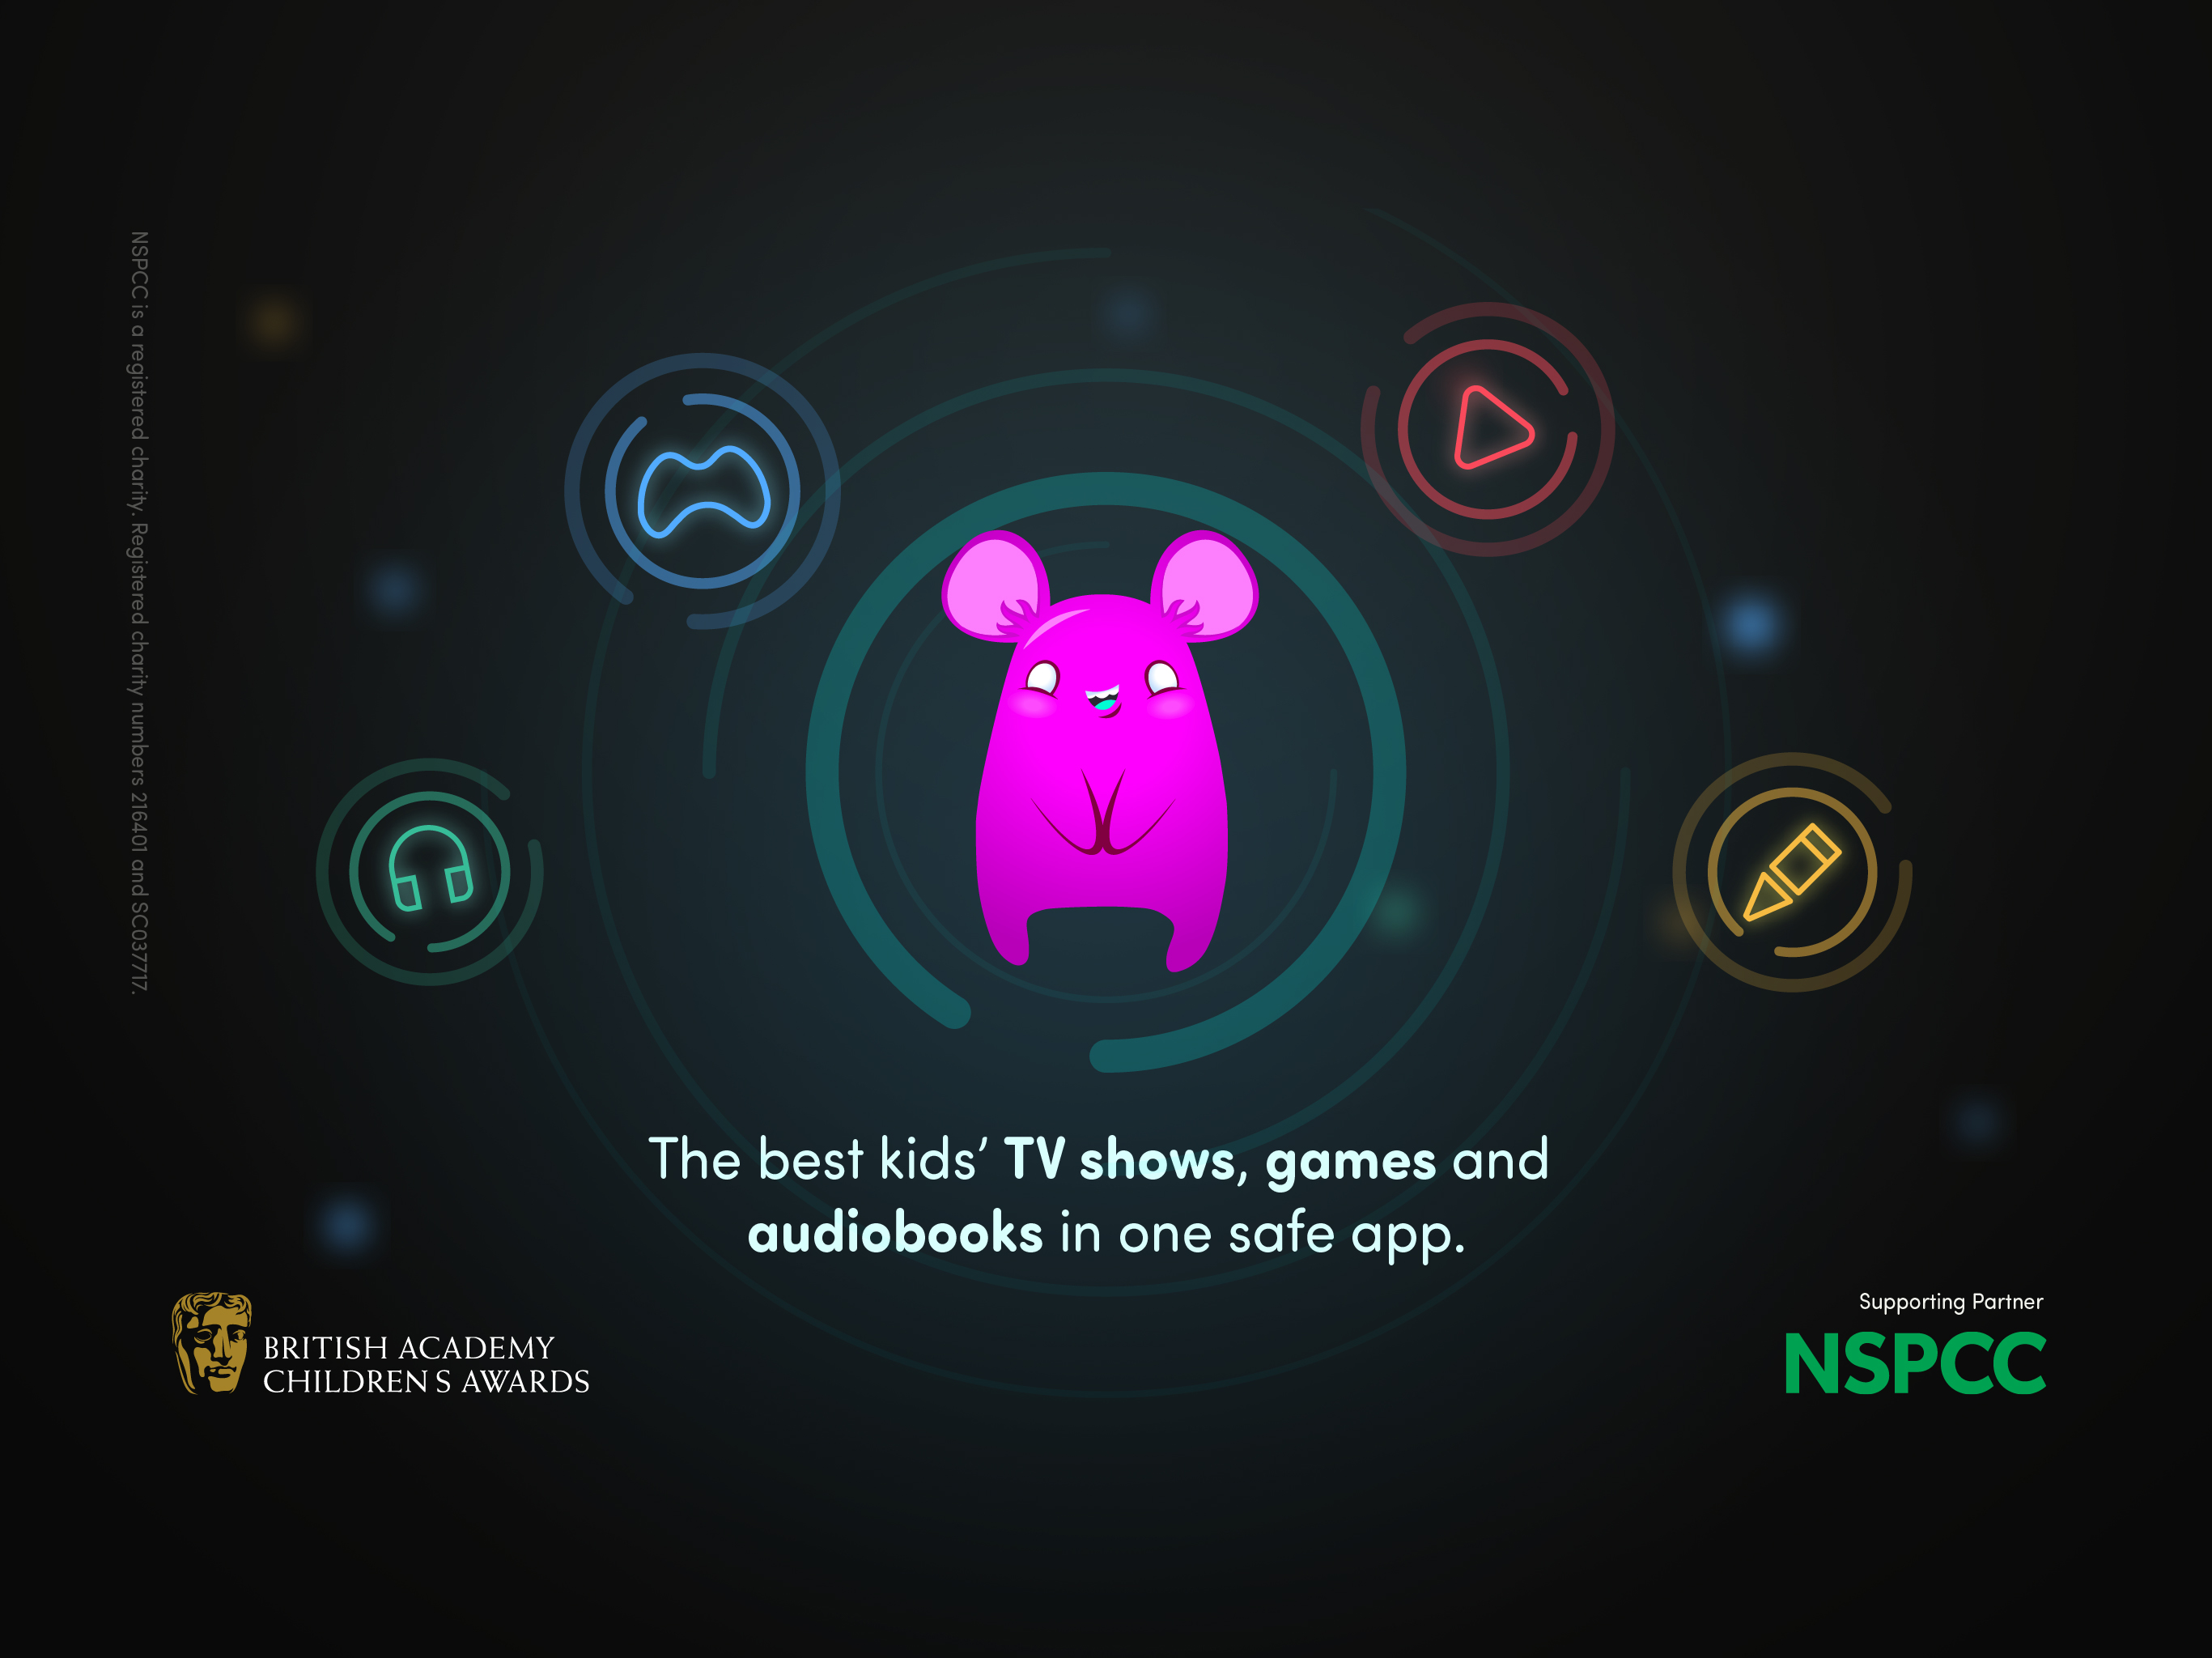 NSPCC is a registered charity. Registered charity numbers 216401 and SC037717.
The best kids’ TV shows, games and
audiobooks in one safe app.
BRITISH ACADEMY
CHILDREN S AWARDS
Supporting Partner
NSPCC